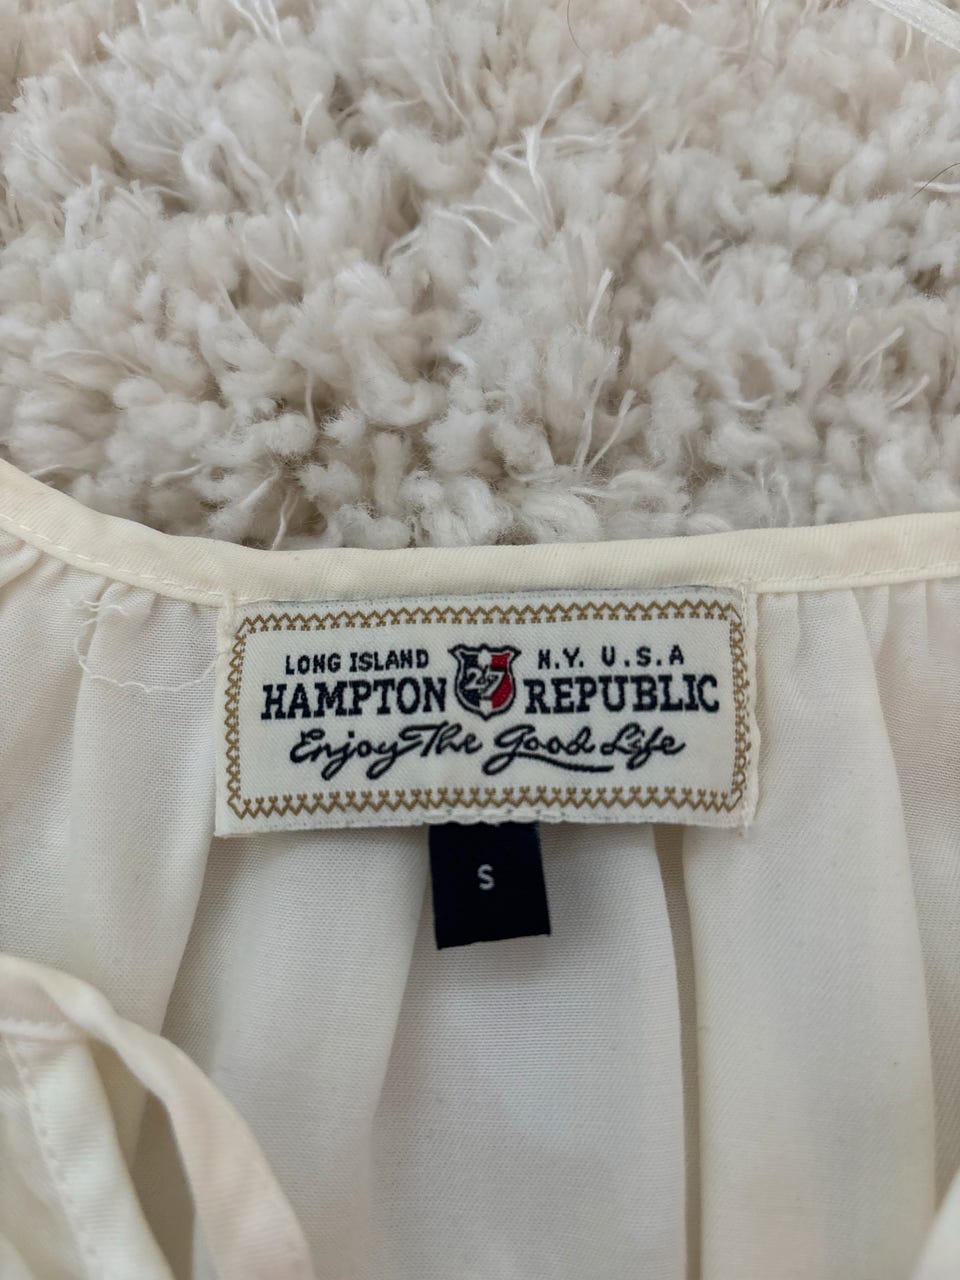 LONG ISLAND N.Y. U.S.A
HAMPTON 27 REPUBLIC
Enjoy The Good Life
S